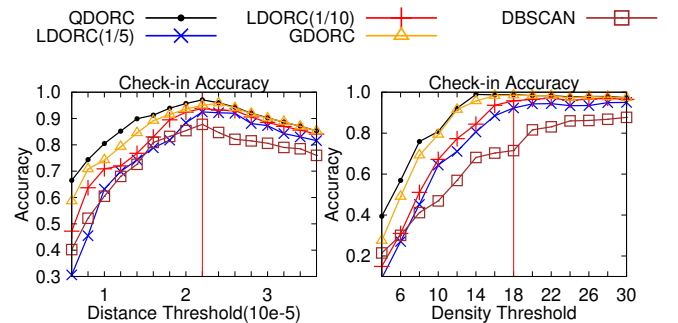 QDORC LDORC(1/10) DBSCAN
LDORC(1/5) GDORC
Check-in Accuracy
1.0
0.9
0.8
0.7
0.6
0.5
0.4
0.3
Accuracy
1 2 3
Distance Threshold(10e-5)
Check-in Accuracy
1.0
0.8
0.6
0.4
0.2
Accuracy
6 10 14 18 22 26 30
Density Threshold